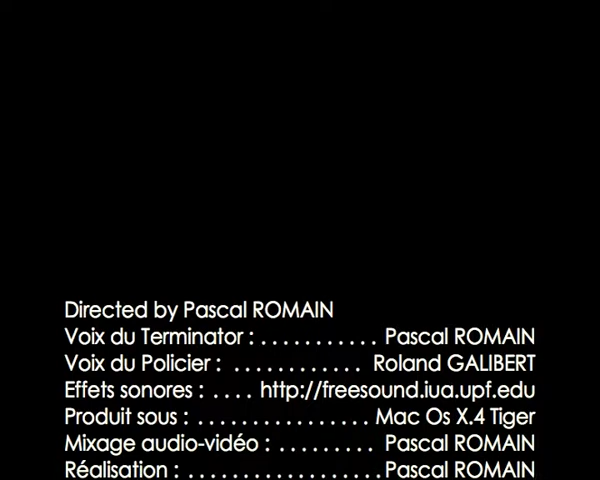 Directed by Pascal ROMAIN
Voix du Terminator : . . . . . . . . . . . Pascal ROMAIN
Voix du Policier : . . . . . . . . . . . . Roland GALIBERT
Effets sonores : . . . . http://freesound.iua.upf.edu
Produit sous : . . . . . . . . . . . . . . . . Mac Os X.4 Tiger
Mixage audio-vidéo : . . . . . . . . . Pascal ROMAIN
Réalisation : . . . . . . . . . . . . . . . . . . Pascal ROMAIN